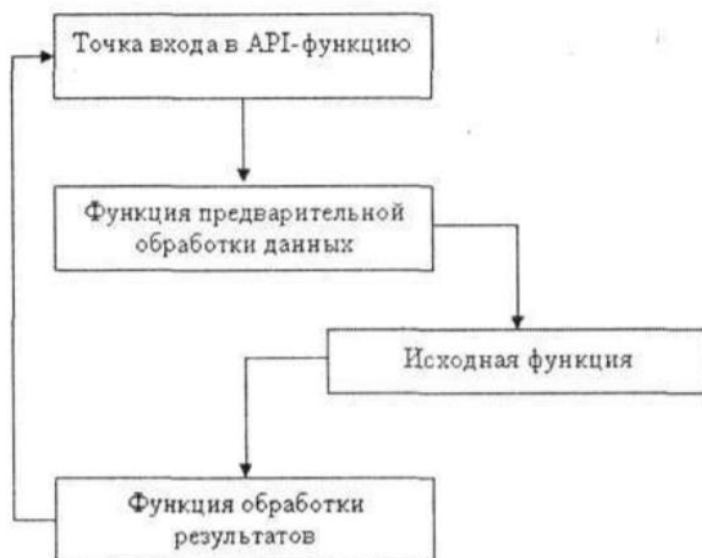 Точка входа в API-функцию
Функция предварительной
обработки данных
Исходная функция
Функция обработки
результатов